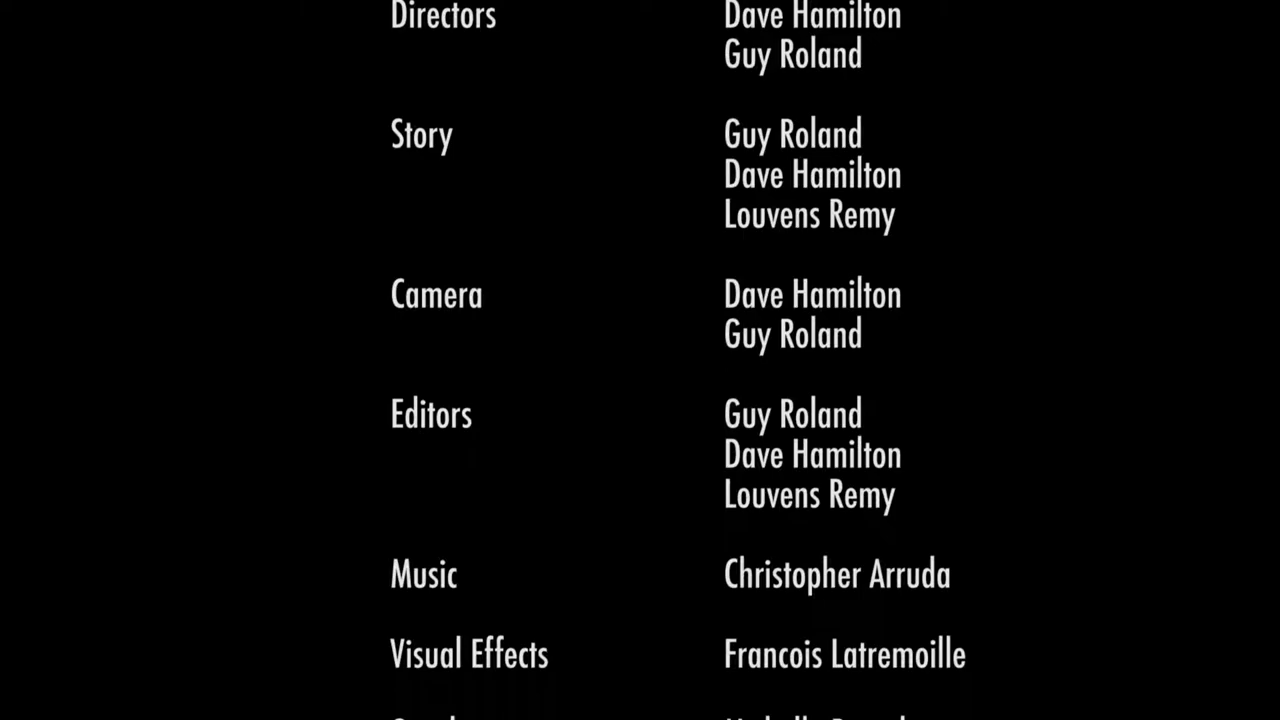 Directors Dave Hamilton
Guy Roland
Story Guy Roland
Dave Hamilton
Louvens Remy
Camera Dave Hamilton
Guy Roland
Editors Guy Roland
Dave Hamilton
Louvens Remy
Music Christopher Arruda
Visual Effects Francois Latremoille